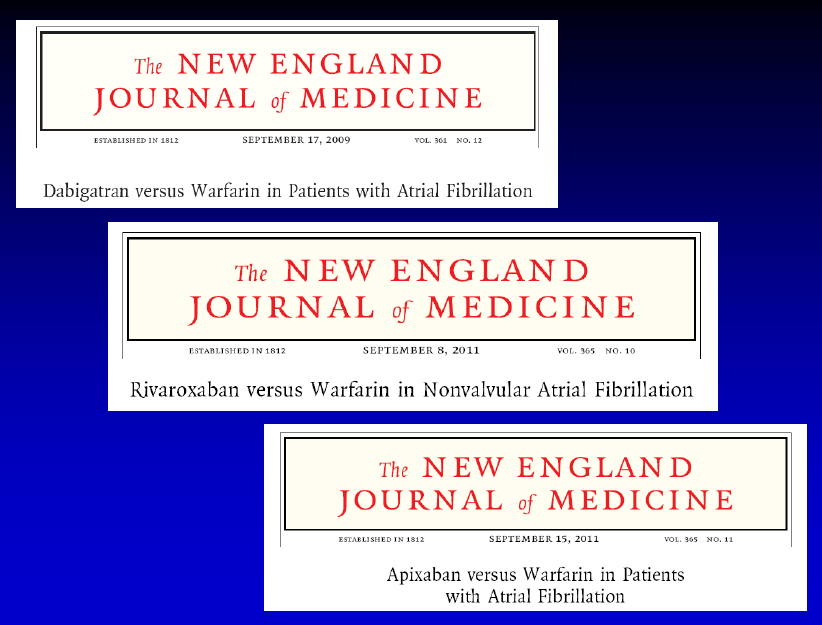 The NEW ENGLAND
JOURNAL of MEDICINE
ESTABLISHED IN 1812 SEPTEMBER 17, 2009 VOL. 361 NO. 12
Dabigatran versus Warfarin in Patients with Atrial Fibrillation
The NEW ENGLAND
JOURNAL of MEDICINE
ESTABLISHED IN 1812 SEPTEMBER 8, 2011 VOL. 365 NO. 10
Rivaroxaban versus Warfarin in Nonvalvular Atrial Fibrillation
The NEW ENGLAND
JOURNAL of MEDICINE
ESTABLISHED IN 1812 SEPTEMBER 15, 2011 VOL. 365 NO. 11
Apixaban versus Warfarin in Patients
with Atrial Fibrillation